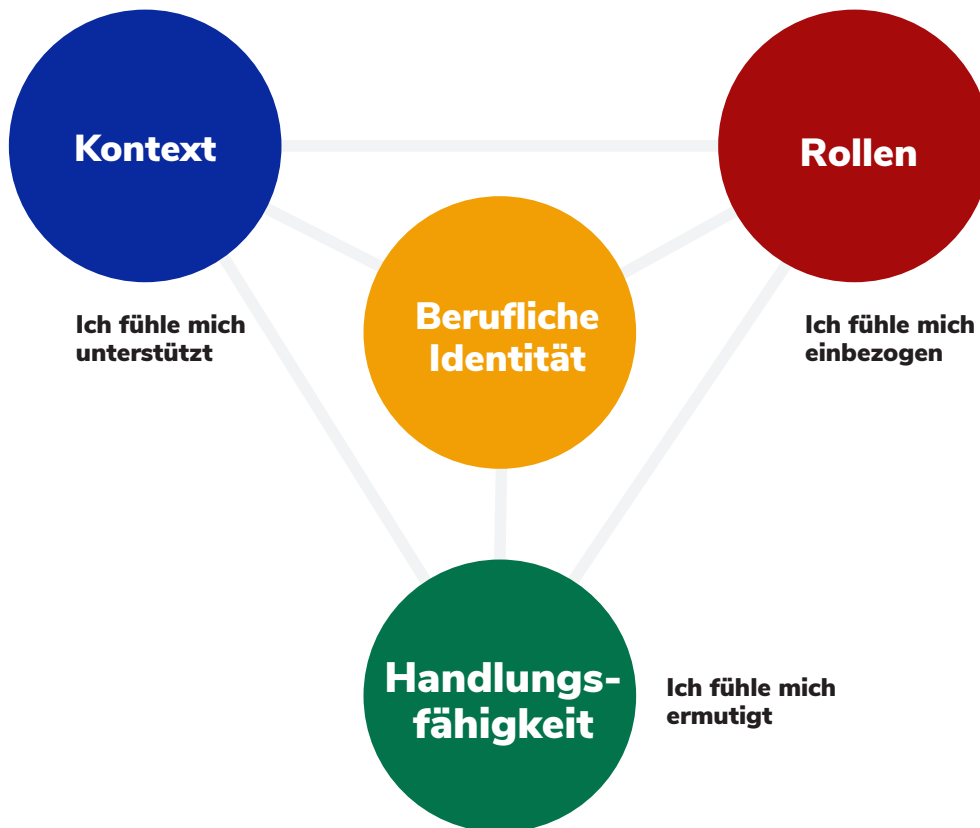 Kontext
Rollen
Berufliche
Identität
Ich fühle mich
unterstützt
Ich fühle mich
einbezogen
Handlungs-
fähigkeit
Ich fühle mich
ermutigt